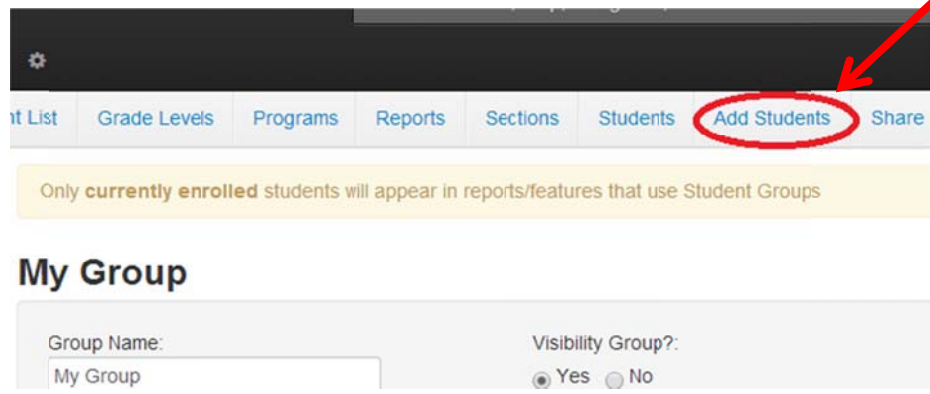 nt List Grade Levels Programs Reports Sections Students Add Students Share
Only currently enrolled students will appear in reports/features that use Student Groups
My Group
Group Name: Visibility Group?:
My Group Yes No